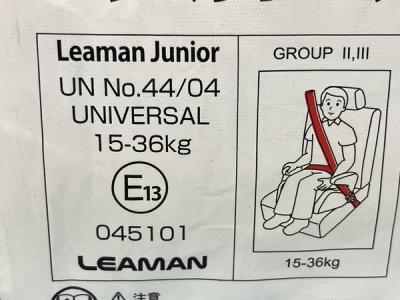 Leaman Junior
UN No.44/04
UNIVERSAL
15-36kg
E13
045101
LEAMAN
GROUP II,III
15-36kg
注意